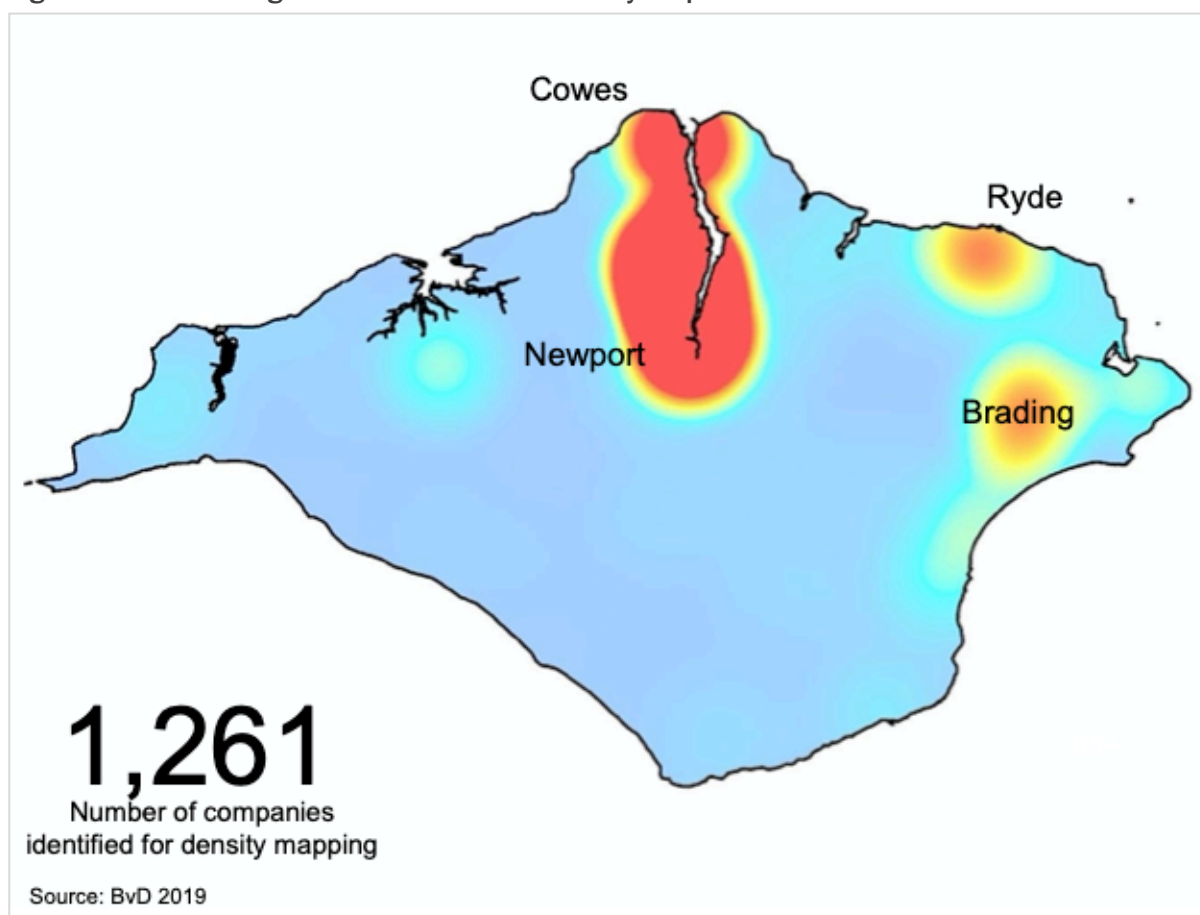 Cowes
Ryde
Newport
Brading
1,261
Number of companies
identified for density mapping
Source: BvD 2019